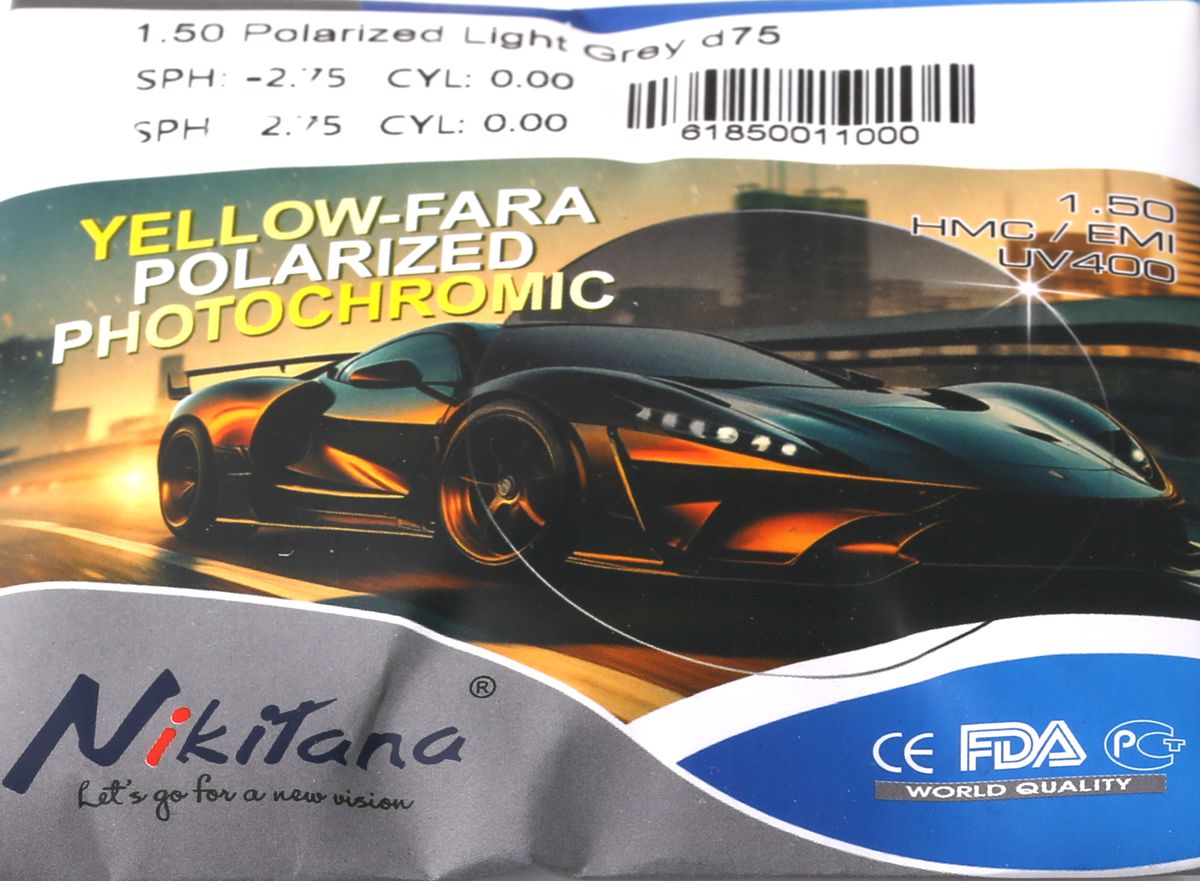 1.50 Polarized Light Grey d75
SPH: -2.75 CYL: 0.00
SPH 2.75 CYL: 0.00
61850011000
YELLOW-FARA
POLARIZED
PHOTOCHROMIC
1.50
HMC / EMI
UV400
Nikitana ®
Let's go for a new vision
CE FDA PCT
WORLD QUALITY